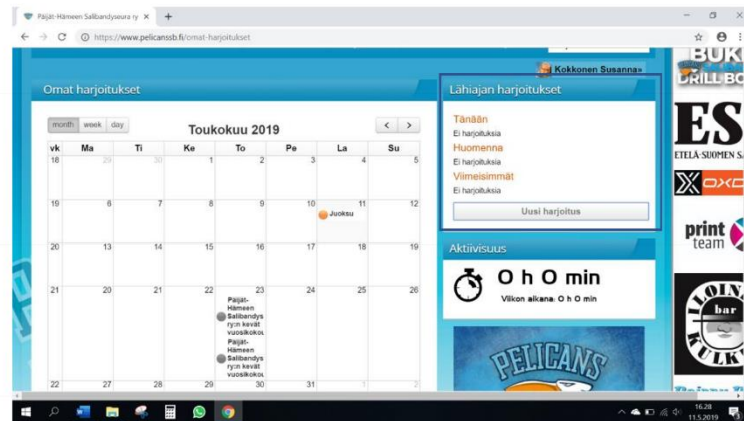 Päijät-Hämeen Salibandyseura ry
https://www.pelicanssb.fi/omat-harjoitukset
Kokkonen Susanna»
Omat harjoitukset
month week day
Toukokuu 2019
vk Ma Ti Ke To Pe La Su
18 29 30 1 2 3 4 5
19 6 7 8 9 10 11 12
Juoksu
20 13 14 15 16 17 18 19
21 20 21 22 23 24 25 26
Päijät-
Hämeen
Salibandys
ry:n kevät
vuosikokou
Päijät-
Hämeen
Salibandys
ry:n kevät
vuosikokou
22 27 28 29 30 31 1 2
Lähiajan harjoitukset
Tänään
Ei harjoituksia
Huomenna
Ei harjoituksia
Viimeisimmät
Ei harjoituksia
Uusi harjoitus
Aktiivisuus
0 h 0 min
Viikon aikana: 0 h 0 min
PELICANS
BUK
DRILL BO
ES
ETELÄ-SUOMEN S
OXD
print
team
ILOIN
bar
KULK
16.28
11.5.2019